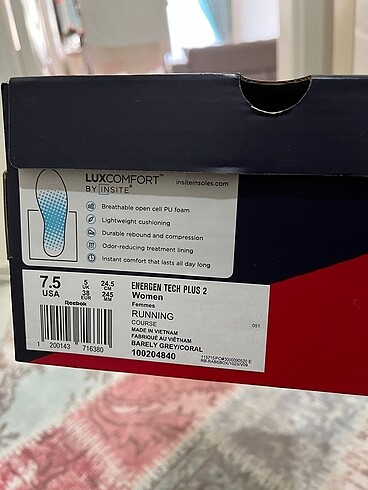 LUXCOMFORT™
BY INSITE®
insiteinsoles.com
Breathable open cell PU foam
Lightweight cushioning
Durable rebound and compression
Odor-reducing treatment lining
Instant comfort that lasts all day long
7.5
USA
5
UK
24.5
CM
38
EUR
245
MM
Reebok
1 200143 716380
ENERGEN TECH PLUS 2
Women
Femmes
RUNNING
COURSE
051
MADE IN VIETNAM
FABRIQUÉ AU VIÊTNAM
BARELY GREY/CORAL
100204840